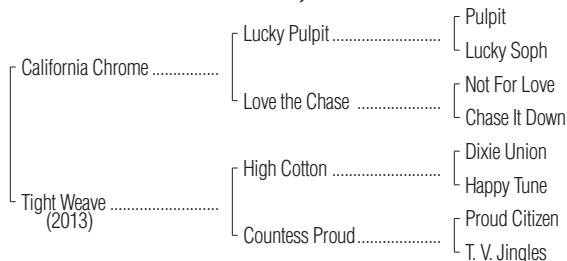 Pulpit
Lucky Pulpit ........................
Lucky Soph
California Chrome ...............
Not For Love
Love the Chase ...................
Chase It Down
Dixie Union
High Cotton ........................
Happy Tune
Tight Weave ........................
(2013)
Proud Citizen
Countess Proud ...................
T. V. Jingles